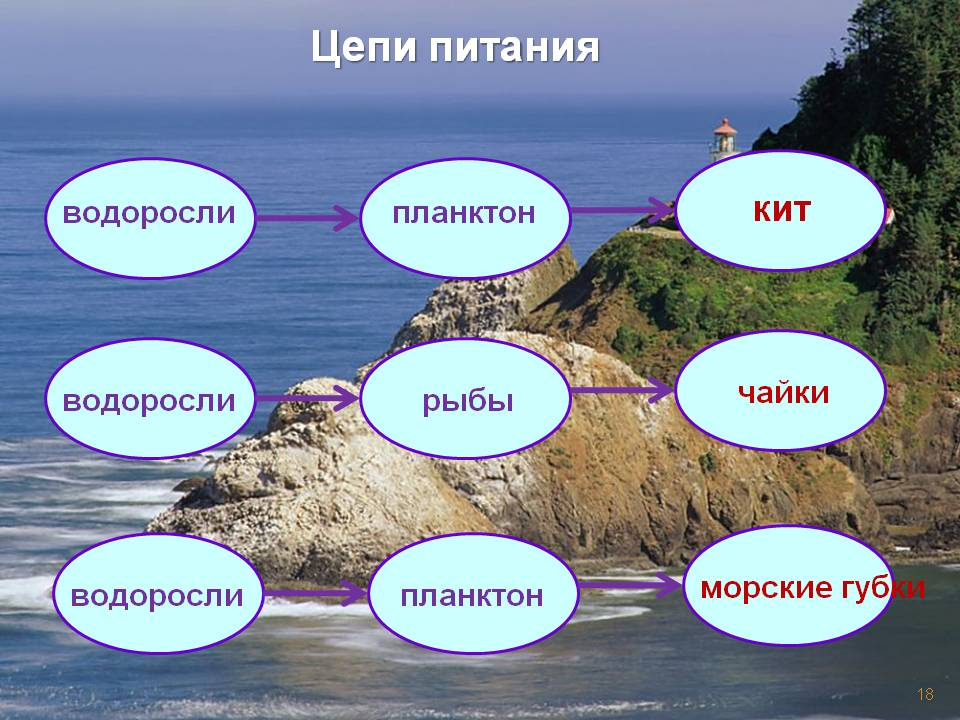 Цепи питания
водоросли планктон кит
водоросли рыбы чайки
водоросли планктон морские губки
18